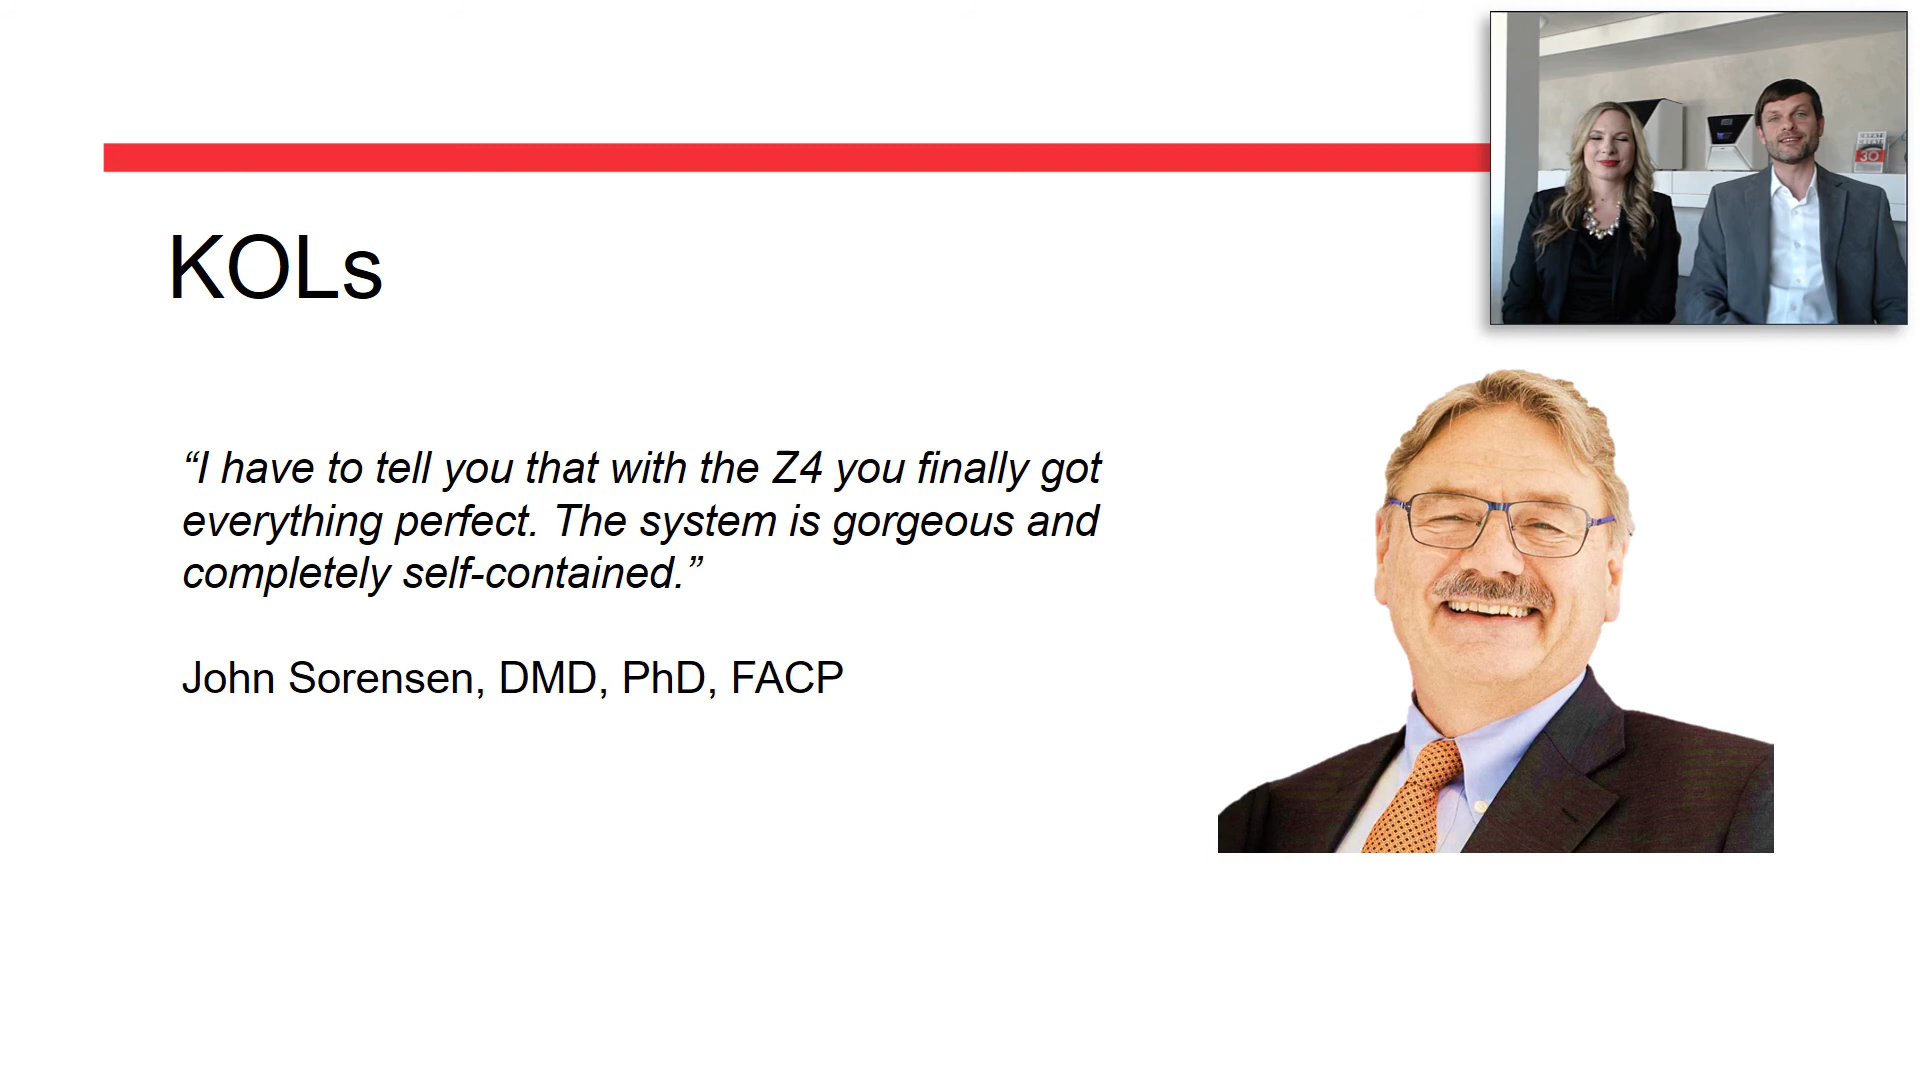 KOLs
“I have to tell you that with the Z4 you finally got
everything perfect. The system is gorgeous and
completely self-contained.”
John Sorensen, DMD, PhD, FACP
30